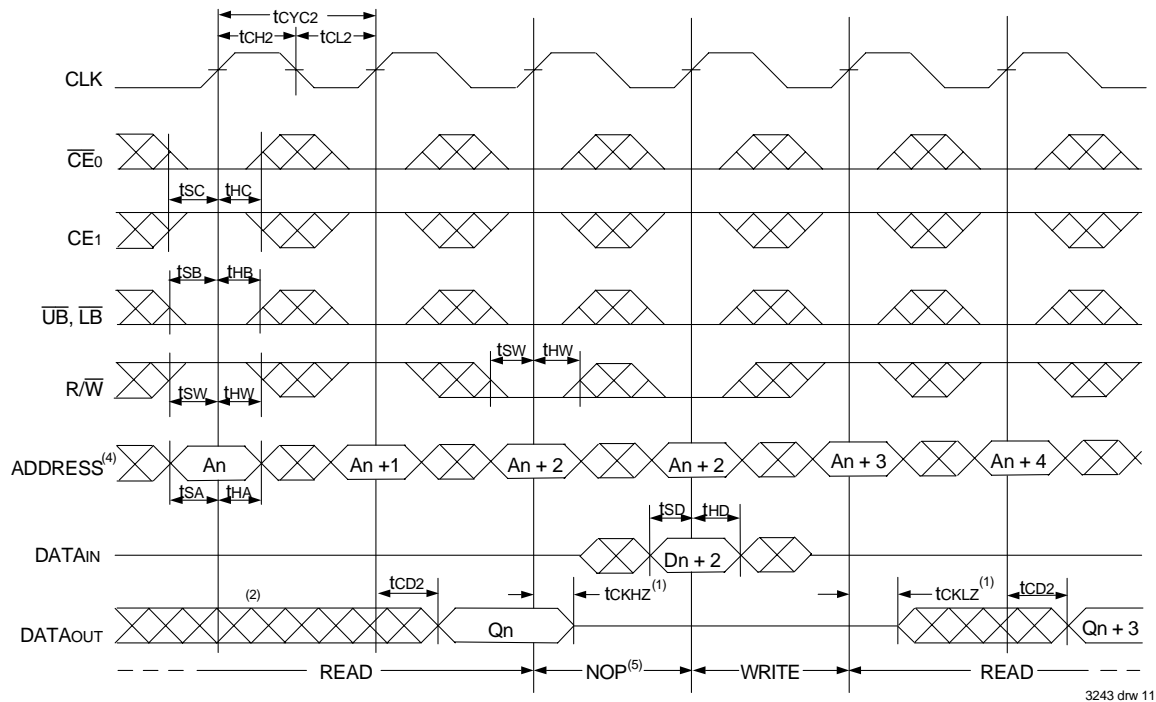 tCYC2
tCH2 tCL2
CLK
CE0
tSC tHC
CE1
tSB tHB
UB, LB
tSW tHW
R/W
tSW tHW
ADDRESS(4) An An +1 An + 2 An + 2 An + 3 An + 4
tSA tHA
tSD tHD
DATAIN Dn + 2
(2) tCD2 tCKHZ(1) tCKLZ(1) tCD2
DATAOUT Qn Qn + 3
READ NOP(5) WRITE READ
3243 drw 11